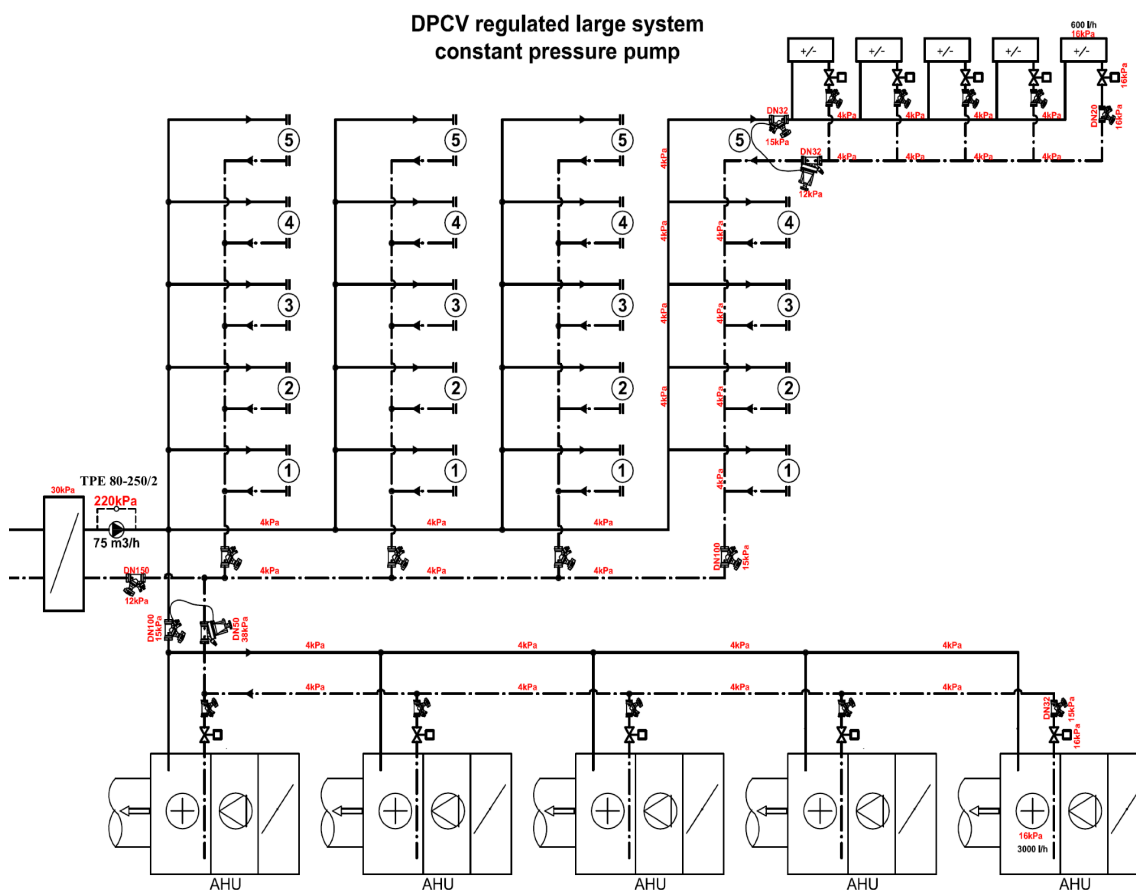 DPCV regulated large system
constant pressure pump
600 l/h
16kPa
+/-
+/-
+/-
+/-
+/-
16kPa
DN20
16kPa
4kPa
4kPa
4kPa
4kPa
DN32
15kPa
5
5
5
5
DN32
12kPa
4kPa
4kPa
4kPa
4kPa
4kPa
4
4
4
4
4kPa
4kPa
3
3
3
3
4kPa
4kPa
2
2
2
2
4kPa
4kPa
1
1
1
1
4kPa
4kPa
30kPa
TPE 80-250/2
220kPa
75 m3/h
4kPa
4kPa
4kPa
DN100
15kPa
DN150
12kPa
4kPa
4kPa
4kPa
DN100
15kPa
DN50
38kPa
4kPa
4kPa
4kPa
4kPa
4kPa
4kPa
4kPa
4kPa
DN32
15kPa
16kPa
16kPa
3000 l/h
AHU
AHU
AHU
AHU
AHU